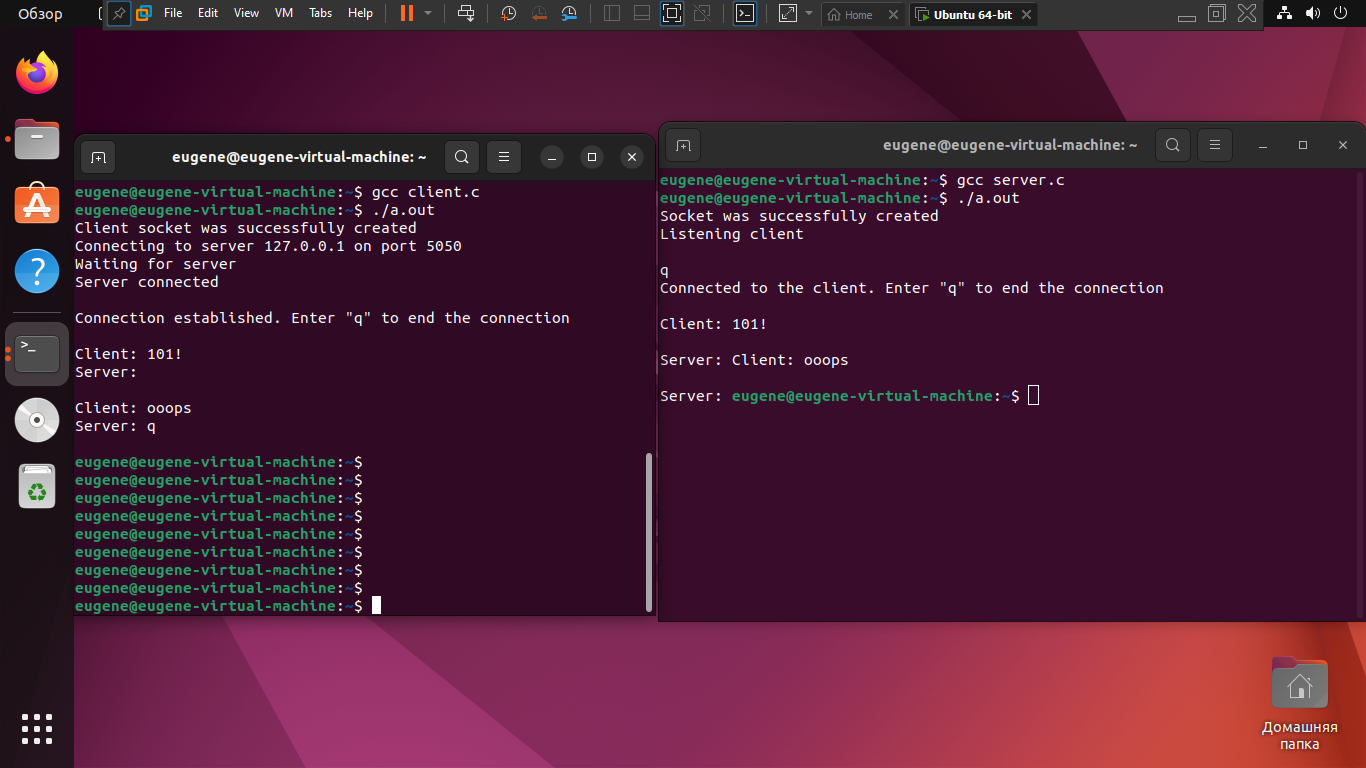 Обзор
File Edit View VM Tabs Help
Home
Ubuntu 64-bit
eugene@eugene-virtual-machine: ~
eugene@eugene-virtual-machine:~$ gcc client.c
eugene@eugene-virtual-machine:~$ ./a.out
Client socket was successfully created
Connecting to server 127.0.0.1 on port 5050
Waiting for server
Server connected
Connection established. Enter "q" to end the connection
Client: 101!
Server:
Client: ooops
Server: q
eugene@eugene-virtual-machine:~$
eugene@eugene-virtual-machine:~$
eugene@eugene-virtual-machine:~$
eugene@eugene-virtual-machine:~$
eugene@eugene-virtual-machine:~$
eugene@eugene-virtual-machine:~$
eugene@eugene-virtual-machine:~$
eugene@eugene-virtual-machine:~$
eugene@eugene-virtual-machine:~$
eugene@eugene-virtual-machine: ~
eugene@eugene-virtual-machine:~$ gcc server.c
eugene@eugene-virtual-machine:~$ ./a.out
Socket was successfully created
Listening client
q
Connected to the client. Enter "q" to end the connection
Client: 101!
Server: Client: ooops
Server: eugene@eugene-virtual-machine:~$
Домашняя
папка